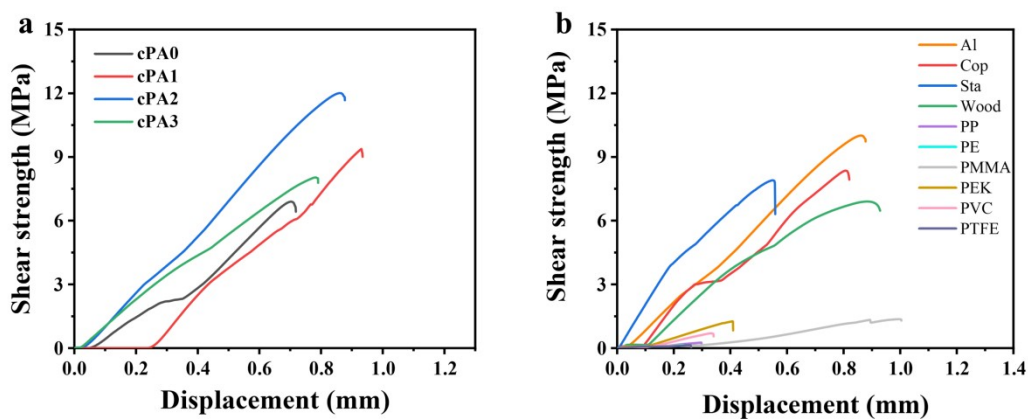 a
Shear strength (MPa)
15
12
9
6
3
0
cPA0
cPA1
cPA2
cPA3
0.0 0.2 0.4 0.6 0.8 1.0 1.2
Displacement (mm)
b
Shear strength (MPa)
15
12
9
6
3
0
Al
Cop
Sta
Wood
PP
PE
PMMA
PEK
PVC
PTFE
0.0 0.2 0.4 0.6 0.8 1.0 1.2 1.4
Displacement (mm)